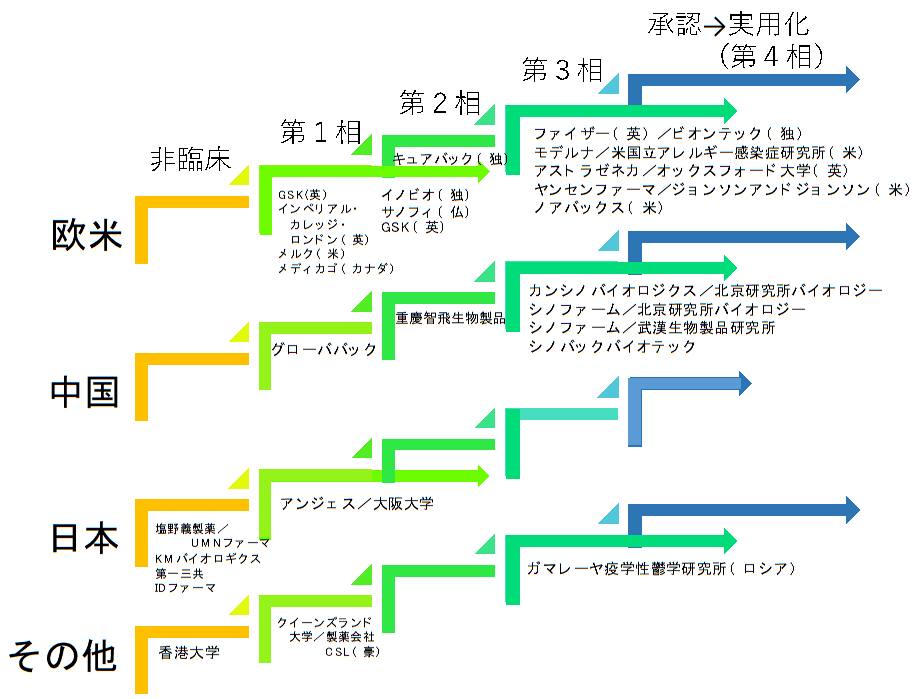 承認→実用化
(第４相)
第３相
第２相
第１相
非臨床
欧米
GSK(英)
インペリアル・
カレッジ・
ロンドン(英)
メルク(米)
メディカゴ(カナダ)
キュアバック(独)
イノビオ(独)
サノフィ(仏)
GSK(英)
ファイザー(英)／ビオンテック(独)
モデルナ／米国立アレルギー感染症研究所(米)
アストラゼネカ／オックスフォード大学(英)
ヤンセンファーマ／ジョンソンアンドジョンソン(米)
ノアバックス(米)
中国
グローババック
重慶智飛生物製品
カンシノバイオロジクス／北京研究所バイオロジー
シノファーム／北京研究所バイオロジー
シノファーム／武漢生物製品研究所
シノバックバイオテック
日本
塩野義製薬／
UMNファーマ
KMバイオロギクス
第一三共
IDファーマ
アンジェス／大阪大学
その他
香港大学
クイーンズランド
大学／製薬会社
CSL(豪)
ガマレーヤ疫学性鬱学研究所(ロシア)